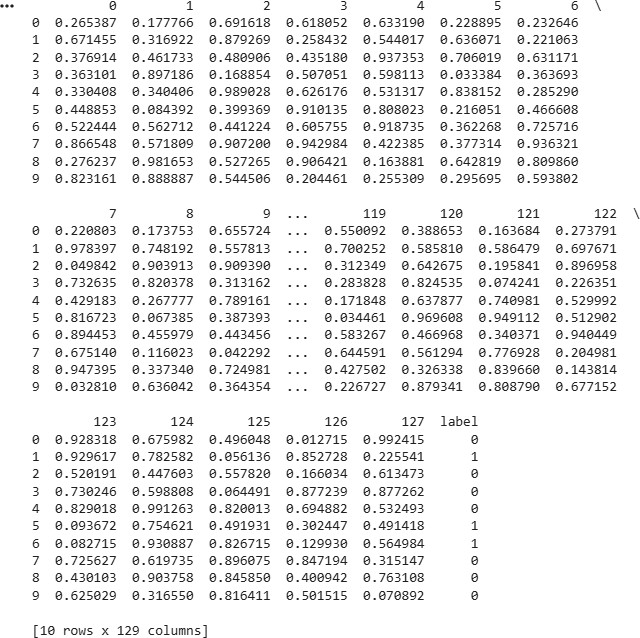 •••
0 1 2 3 4 5 6 \
0 0.265387 0.177766 0.691618 0.618052 0.633190 0.228895 0.232646
1 0.671455 0.316922 0.879269 0.258432 0.544017 0.636071 0.221063
2 0.376914 0.461733 0.480906 0.435180 0.937353 0.706019 0.631171
3 0.363101 0.897186 0.168854 0.507051 0.598113 0.033384 0.363693
4 0.330408 0.340406 0.989028 0.626176 0.531317 0.838152 0.285290
5 0.448853 0.084392 0.399369 0.910135 0.808023 0.216051 0.466608
6 0.522444 0.562712 0.441224 0.605755 0.918735 0.362268 0.725716
7 0.866548 0.571809 0.907200 0.942984 0.422385 0.377314 0.936321
8 0.276237 0.981653 0.527265 0.906421 0.163881 0.642819 0.809860
9 0.823161 0.888887 0.544506 0.204461 0.255309 0.295695 0.593802
7 8 9 ... 119 120 121 122 \
0 0.220803 0.173753 0.655724 ... 0.550092 0.388653 0.163684 0.273791
1 0.978397 0.748192 0.557813 ... 0.700252 0.585810 0.586479 0.697671
2 0.049842 0.903913 0.909390 ... 0.312349 0.642675 0.195841 0.896958
3 0.732635 0.820378 0.313162 ... 0.283828 0.824535 0.074241 0.226351
4 0.429183 0.267777 0.789161 ... 0.171848 0.637877 0.740981 0.529992
5 0.816723 0.067385 0.387393 ... 0.034461 0.969608 0.949112 0.512902
6 0.894453 0.455979 0.443456 ... 0.583267 0.466968 0.340371 0.940449
7 0.675140 0.116023 0.042292 ... 0.644591 0.561294 0.776928 0.204981
8 0.947395 0.337340 0.724981 ... 0.427502 0.326338 0.839660 0.143814
9 0.032810 0.636042 0.364354 ... 0.226727 0.879341 0.808790 0.677152
123 124 125 126 127 label
0 0.928318 0.675982 0.496048 0.012715 0.992415 0
1 0.929617 0.782582 0.056136 0.852728 0.225541 1
2 0.520191 0.447603 0.557820 0.166034 0.613473 0
3 0.730246 0.598808 0.064491 0.877239 0.877262 0
4 0.829018 0.991263 0.820013 0.694882 0.532493 0
5 0.093672 0.754621 0.491931 0.302447 0.491418 1
6 0.082715 0.930887 0.826715 0.129930 0.564984 1
7 0.725627 0.619735 0.896075 0.847194 0.315147 0
8 0.430103 0.903758 0.845850 0.400942 0.763108 0
9 0.625029 0.316550 0.816411 0.501515 0.070892 0
[10 rows x 129 columns]